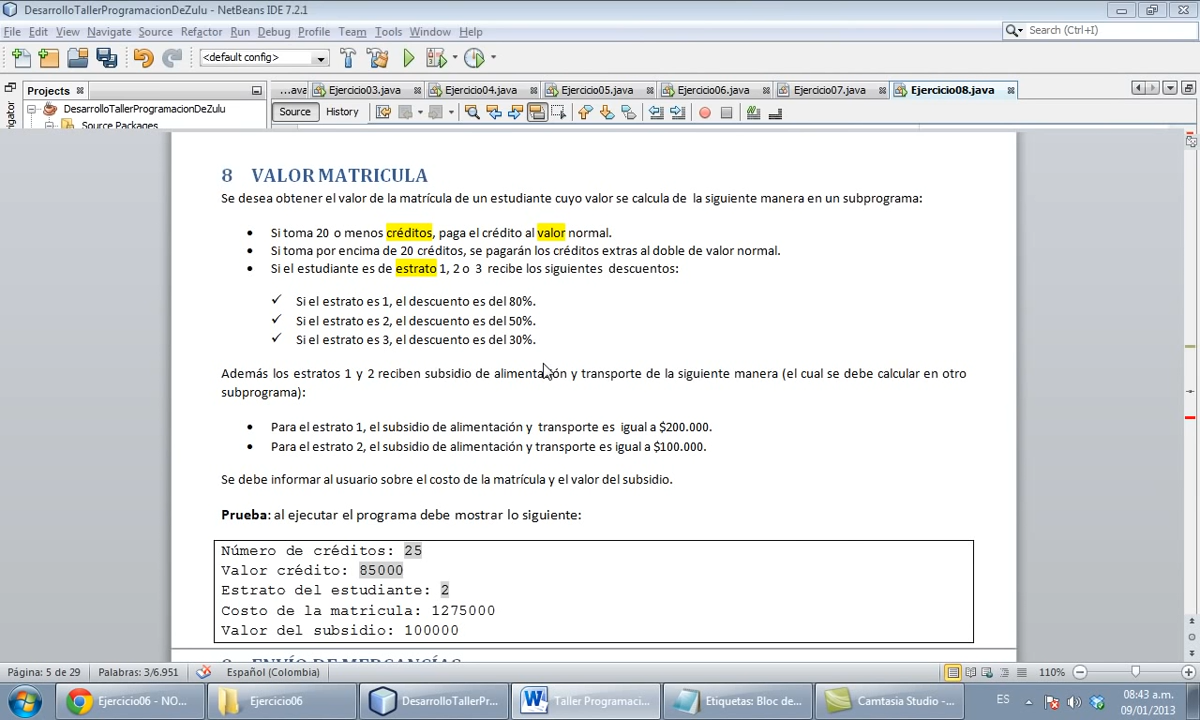 DesarrolloTallerProgramacionDeZulu - NetBeans IDE 7.2.1
File Edit View Navigate Source Refactor Run Debug Profile Team Tools Window Help
Search (Ctrl+I)
<default config>
Projects
...ava Ejercicio03.java Ejercicio04.java Ejercicio05.java Ejercicio06.java Ejercicio07.java Ejercicio08.java
DesarrolloTallerProgramacionDeZulu
Source History
Source Packages
8 VALOR MATRICULA
Se desea obtener el valor de la matrícula de un estudiante cuyo valor se calcula de la siguiente manera en un subprograma:
• Si toma 20 o menos créditos, paga el crédito al valor normal.
• Si toma por encima de 20 créditos, se pagarán los créditos extras al doble de valor normal.
• Si el estudiante es de estrato 1, 2 o 3 recibe los siguientes descuentos:
✓ Si el estrato es 1, el descuento es del 80%.
✓ Si el estrato es 2, el descuento es del 50%.
✓ Si el estrato es 3, el descuento es del 30%.
Además los estratos 1 y 2 reciben subsidio de alimentación y transporte de la siguiente manera (el cual se debe calcular en otro
subprograma):
• Para el estrato 1, el subsidio de alimentación y transporte es igual a $200.000.
• Para el estrato 2, el subsidio de alimentación y transporte es igual a $100.000.
Se debe informar al usuario sobre el costo de la matrícula y el valor del subsidio.
Prueba: al ejecutar el programa debe mostrar lo siguiente:
Número de créditos: 25
Valor crédito: 85000
Estrato del estudiante: 2
Costo de la matricula: 1275000
Valor del subsidio: 100000
9 ENVÍO DE MERCANCÍAS
Página: 5 de 29 Palabras: 3/6.951 Español (Colombia) 110%
Ejercicio06 - NO... Ejercicio06 DesarrolloTallerPr... Taller Programaci... Etiquetas: Bloc de... Camtasia Studio -... ES 08:43 a.m.
09/01/2013